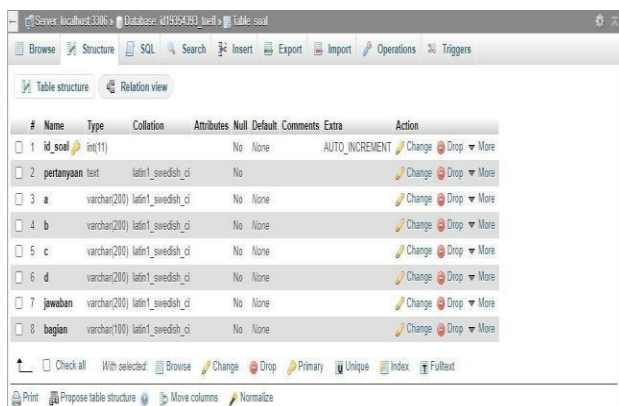 Server: localhost:3306 » Database: id19354393_tuell » Table: soal
Browse Structure SQL Search Insert Export Import Operations Triggers
Table structure Relation view
# Name Type Collation Attributes Null Default Comments Extra Action
1 id_soal int(11) No None AUTO_INCREMENT Change Drop More
2 pertanyaan text latin1_swedish_ci No Change Drop More
3 a varchar(200) latin1_swedish_ci No None Change Drop More
4 b varchar(200) latin1_swedish_ci No None Change Drop More
5 c varchar(200) latin1_swedish_ci No None Change Drop More
6 d varchar(200) latin1_swedish_ci No None Change Drop More
7 jawaban varchar(200) latin1_swedish_ci No None Change Drop More
8 bagian varchar(100) latin1_swedish_ci No None Change Drop More
Check all With selected: Browse Change Drop Primary Unique Index Fulltext
Print Propose table structure Move columns Normalize